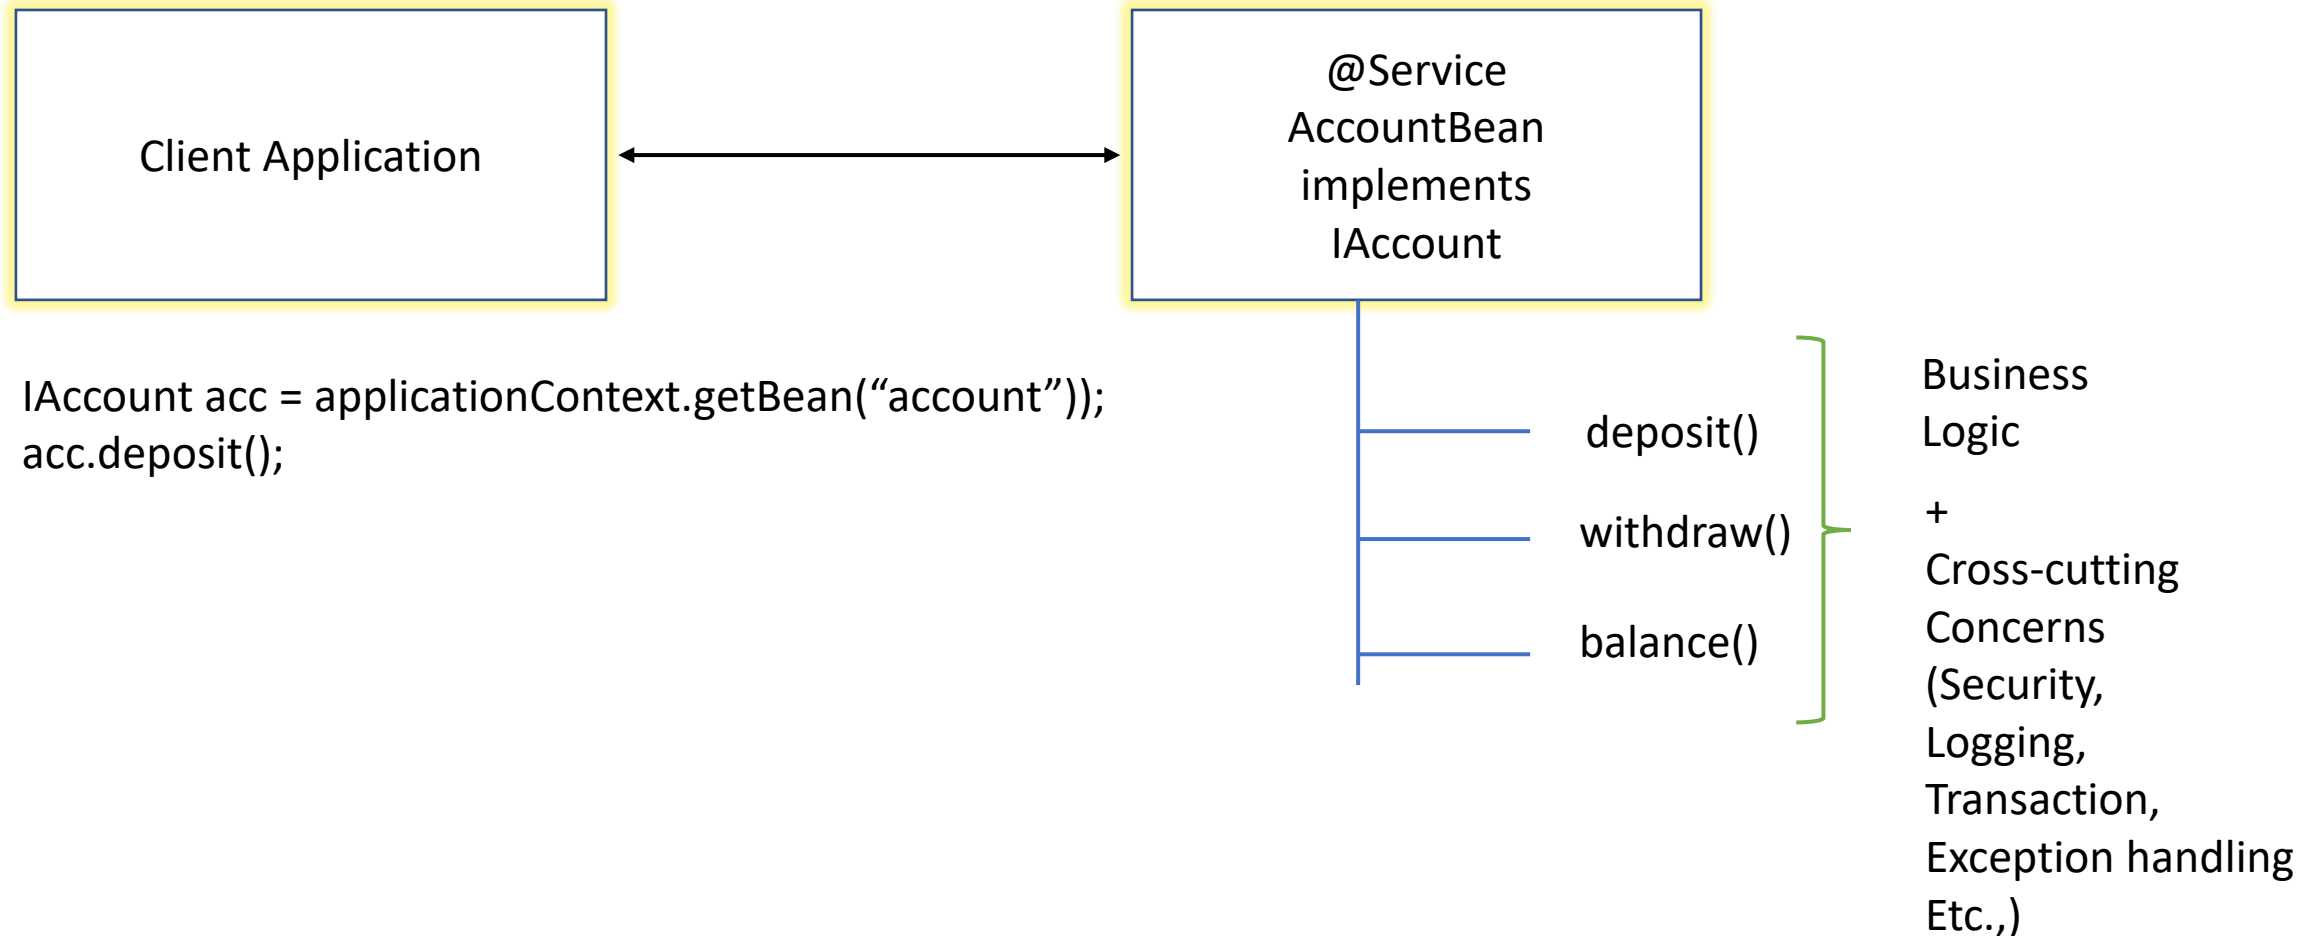 Client Application
@Service
AccountBean
implements
IAccount
IAccount acc = applicationContext.getBean(“account”));
acc.deposit();
deposit()
withdraw()
balance()
Business
Logic
+
Cross-cutting
Concerns
(Security,
Logging,
Transaction,
Exception handling
Etc.,)